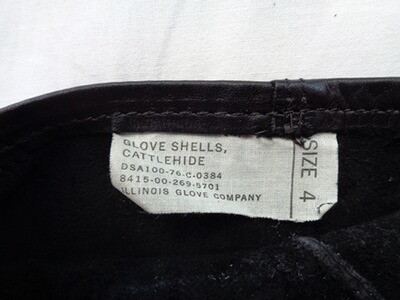 GLOVE SHELLS,
CATTLEHIDE
DSA100-76-C-0384
8415-00-269-5701
ILLINOIS GLOVE COMPANY
SIZE 4